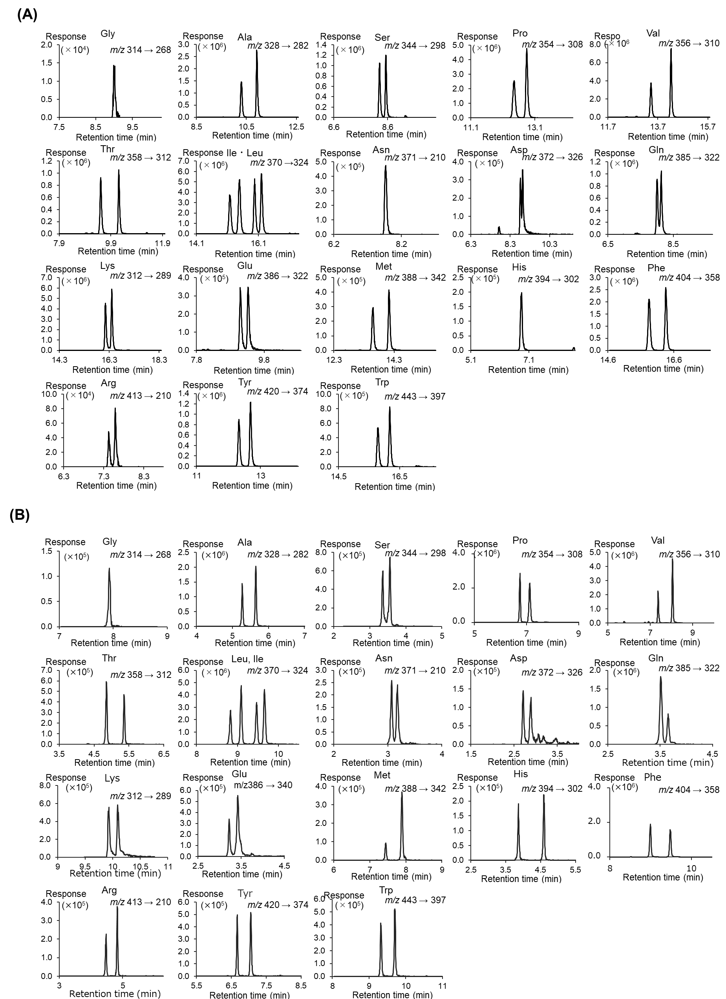 (A)
Gly
Response
(×10⁴)
m/z 314 → 268
2.0
1.5
1.0
0.5
0.0
7.5 8.5 9.5
Retention time (min)
Ala
Response
(×10⁶)
m/z 328 → 282
3.0
2.5
2.0
1.5
1.0
0.5
0.0
8.5 10.5 12.5
Retention time (min)
Ser
Response
(×10⁶)
m/z 344 → 298
1.4
1.2
1.0
0.8
0.6
0.4
0.2
0.0
6.6 8.6
Retention time (min)
Pro
Response
(×10⁶)
m/z 354 → 308
5.0
4.0
3.0
2.0
1.0
0.0
11.1 13.1
Retention time (min)
Val
Respo
(×10⁶
m/z 356 → 310
8.0
6.0
4.0
2.0
0.0
11.7 13.7 15.7
Retention time (min)
Thr
Response
(×10⁶)
m/z 358 → 312
1.2
1.0
0.8
0.6
0.4
0.2
0.0
7.9 9.9 11.9
Retention time (min)
Response Ile・Leu
(×10⁶)
m/z 370 →324
7.0
6.0
5.0
4.0
3.0
2.0
1.0
0.0
14.1 16.1
Retention time (min)
Asn
Response
(×10⁵)
m/z 371 → 210
5.0
4.0
3.0
2.0
1.0
0.0
6.2 8.2
Retention time (min)
Asp
Response
(×10⁵)
m/z 372 → 326
4.0
3.0
2.0
1.0
0.0
6.3 8.3 10.3
Retention time (min)
Gln
Response
(×10⁶)
m/z 385 → 322
1.2
1.0
0.8
0.6
0.4
0.2
0.0
6.5 8.5
Retention time (min)
Lys
Response
(×10⁶)
m/z 312 → 289
7.0
6.0
5.0
4.0
3.0
2.0
1.0
0.0
14.3 16.3 18.3
Retention time (min)
Glu
Response
(×10⁵)
m/z 386 → 322
4.0
3.0
2.0
1.0
0.0
7.8 9.8
Retention time (min)
Met
Response
(×10⁵)
m/z 388 → 342
5.0
4.0
3.0
2.0
1.0
0.0
12.3 14.3
Retention time (min)
His
Response
(×10⁵)
m/z 394 → 302
2.5
2.0
1.5
1.0
0.5
0.0
5.1 7.1
Retention time (min)
Phe
Response
(×10⁶)
m/z 404 → 358
3.0
2.5
2.0
1.5
1.0
0.5
0.0
14.6 16.6
Retention time (min)
Arg
Response
(×10⁴)
m/z 413 → 210
10.0
8.0
6.0
4.0
2.0
0.0
6.3 7.3 8.3
Retention time (min)
Tyr
Response
(×10⁶)
m/z 420 → 374
1.4
1.2
1.0
0.8
0.6
0.4
0.2
0.0
11 13
Retention time (min)
Trp
Response
(×10⁵)
m/z 443 → 397
10.0
8.0
6.0
4.0
2.0
0.0
14.5 16.5
Retention time (min)
(B)
Gly
Response
(×10⁵)
m/z 314 → 268
1.5
1.0
0.5
0.0
7 8 9
Retention time (min)
Ala
Response
(×10⁶)
m/z 328 → 282
2.5
2.0
1.5
1.0
0.5
0.0
4 5 6 7
Retention time (min)
Ser
Response
(×10⁵)
m/z 344 → 298
8.0
6.0
4.0
2.0
0.0
2 3 4 5
Retention time (min)
Pro
Response
(×10⁶)
m/z 354 → 308
4.0
2.0
0.0
5 7 9
Retention time (min)
Val
Response
(×10⁶)
m/z 356 → 310
5.0
4.0
3.0
2.0
1.0
0.0
5 7 9
Retention time (min)
Thr
Response
(×10⁵)
m/z 358 → 312
7.0
6.0
5.0
4.0
3.0
2.0
1.0
0.0
3.5 4.5 5.5 6.5
Retention time (min)
Leu, Ile
Response
(×10⁶)
m/z 370 → 324
6.0
5.0
4.0
3.0
2.0
1.0
0.0
8 9 10
Retention time (min)
Asn
Response
(×10⁵)
m/z 371 → 210
3.0
2.5
2.0
1.5
1.0
0.5
0.0
2 3 4
Retention time (min)
Asp
Response
(×10⁵)
m/z 372 → 326
2.0
1.5
1.0
0.5
0.0
1.5 2.5 3.5
Retention time (min)
Gln
Response
(×10⁶)
m/z 385 → 322
2.0
1.5
1.0
0.5
0.0
2.5 3.5 4.5
Retention time (min)
Lys
Response
(×10⁵)
m/z 312 → 289
8.0
6.0
4.0
2.0
0.0
9 9.5 10 10.5 11
Retention time (min)
Glu
Response
(×10⁵)
m/z386 → 340
6.0
5.0
4.0
3.0
2.0
1.0
0.0
2.5 3.5 4.5
Retention time (min)
Met
Response
(×10⁵)
m/z 388 → 342
4.0
3.0
2.0
1.0
0.0
6 7 8 9
Retention time (min)
His
Response
(×10⁵)
m/z 394 → 302
2.5
2.0
1.5
1.0
0.5
0.0
2.5 3.5 4.5 5.5
Retention time (min)
Phe
Response
(×10⁶)
m/z 404 → 358
4.0
2.0
0.0
8 10
Retention time (min)
Arg
Response
(×10⁵)
m/z 413 → 210
4.0
3.0
2.0
1.0
0.0
3 5
Retention time (min)
Tyr
Response
(×10⁵)
m/z 420 → 374
6.0
5.0
4.0
3.0
2.0
1.0
0.0
5.5 6.5 7.5 8.5
Retention time (min)
Trp
Response
(×10⁵)
m/z 443 → 397
6.0
5.0
4.0
3.0
2.0
1.0
0.0
8 9 10 11
Retention time (min)